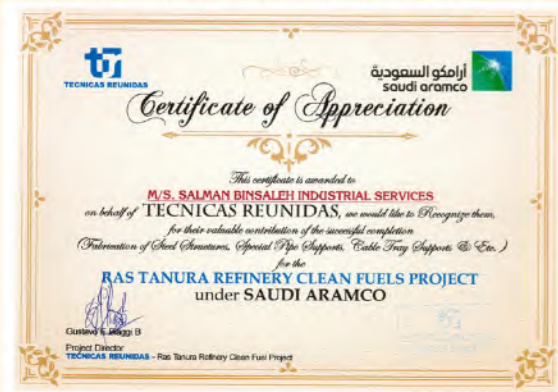 TECNICAS REUNIDAS
أرامكو السعودية
saudi aramco
Certificate of Appreciation
This certificate is awarded to
M/S. SALMAN BINSALEH INDUSTRIAL SERVICES
on behalf of TECNICAS REUNIDAS, we would like to Recognize them,
for their valuable contribution of the successful completion
(Fabrication of Steel Structures, Special Pipe Supports, Cable Tray Supports & Etc. )
for the
RAS TANURA REFINERY CLEAN FUELS PROJECT
under SAUDI ARAMCO
Gustavo E. Biaggi B
Project Director
TECNICAS REUNIDAS - Ras Tanura Refinery Clean Fuel Project